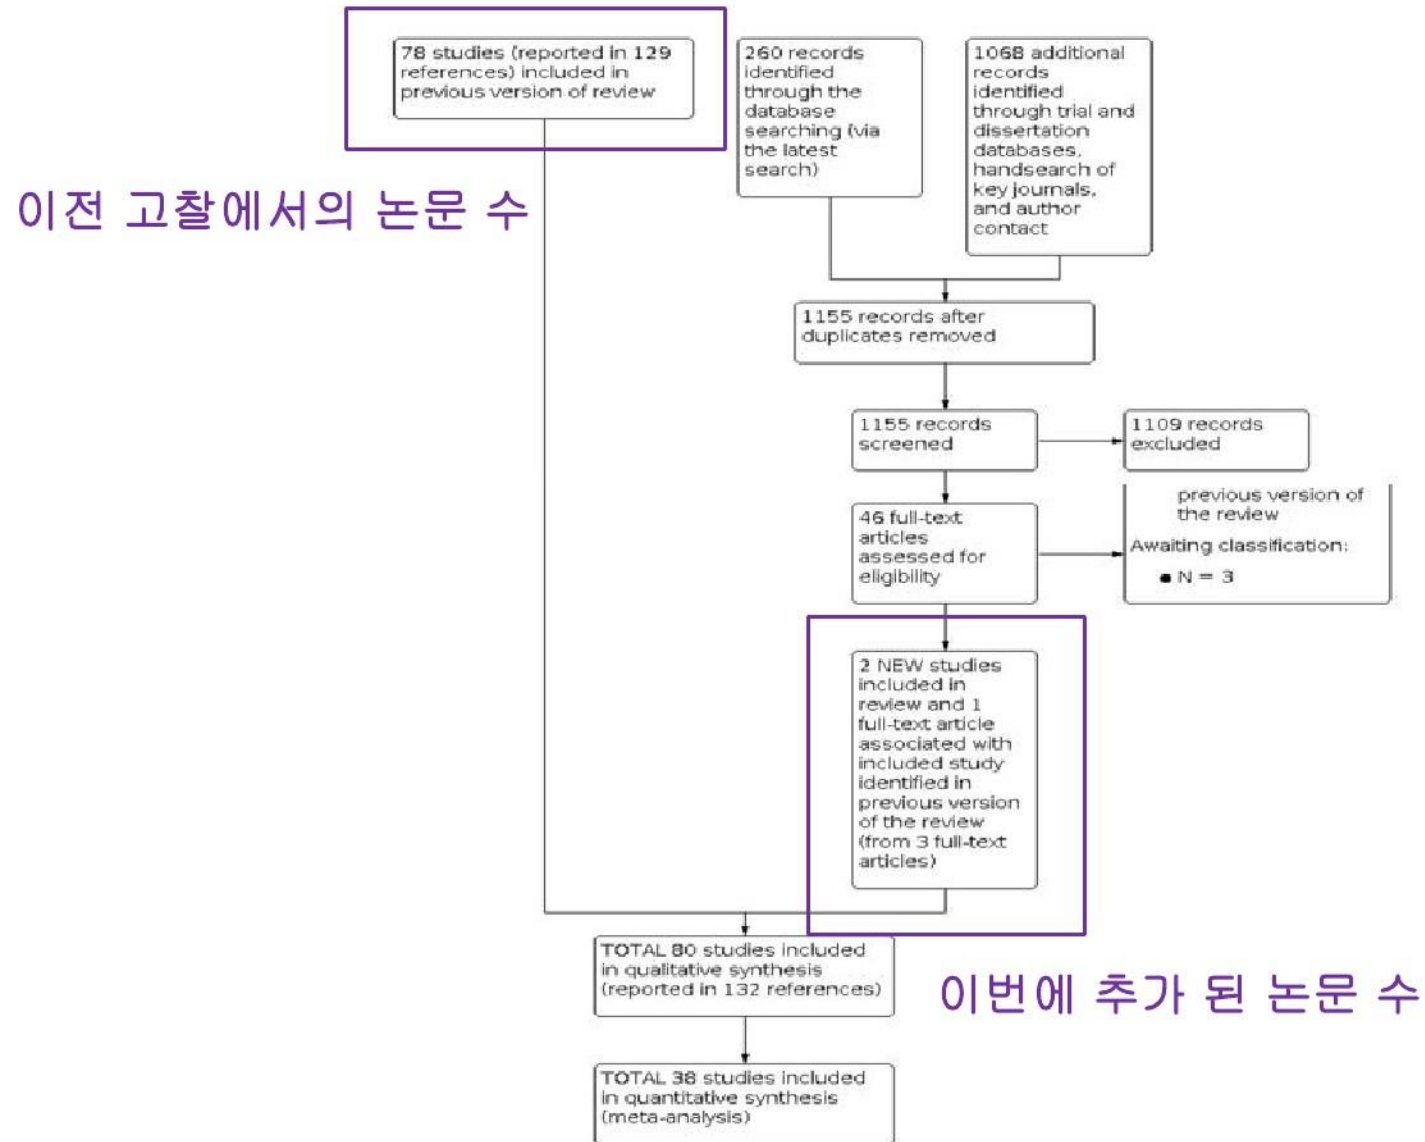 78 studies (reported in 129
references) included in
previous version of review
260 records
identified
through the
database
searching (via
the latest
search)
1068 additional
records
identified
through trial and
dissertation
databases,
handsearch of
key journals,
and author
contact
이전 고찰에서의 논문 수
1155 records after
duplicates removed
1155 records
screened
1109 records
excluded
46 full-text
articles
assessed for
eligibility
previous version of
the review
Awaiting classification:
● N = 3
2 NEW studies
included in
review and 1
full-text article
associated with
included study
identified in
previous version
of the review
(from 3 full-text
articles)
TOTAL 80 studies included
in qualitative synthesis
(reported in 132 references)
이번에 추가 된 논문 수
TOTAL 38 studies included
in quantitative synthesis
(meta-analysis)